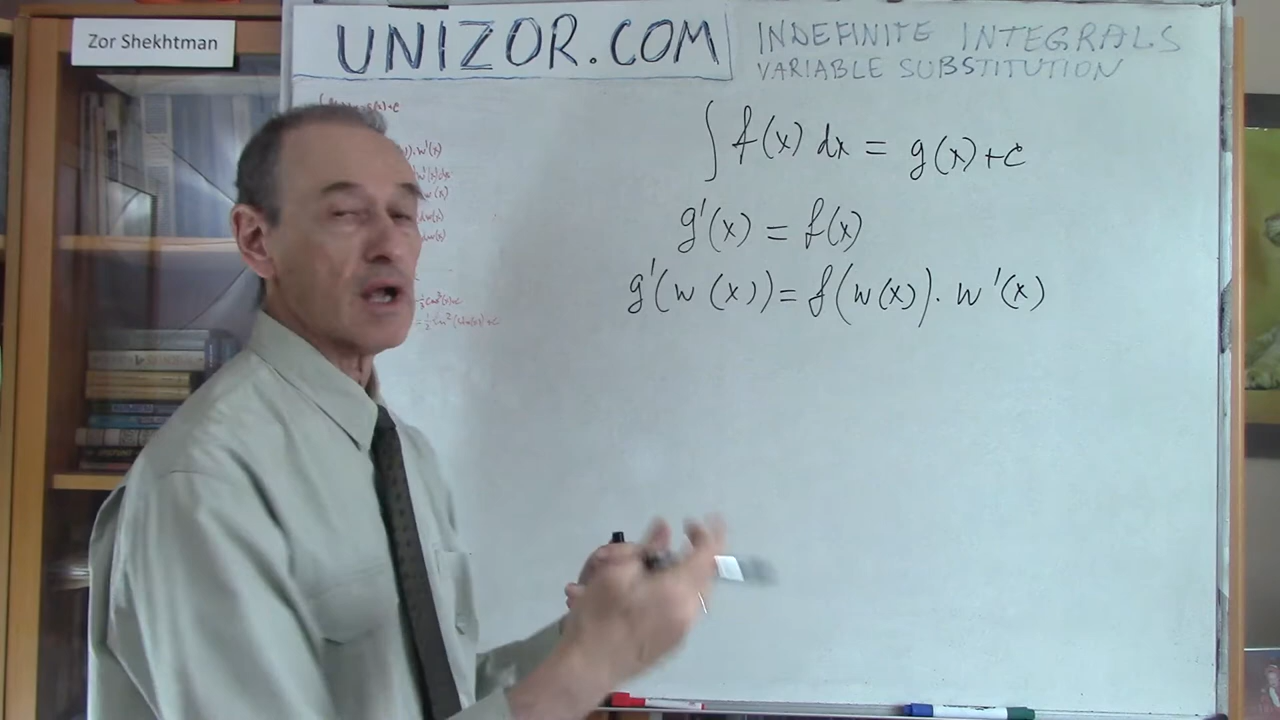 Zor Shekhtman
UNIZOR.COM
INDEFINITE INTEGRALS
VARIABLE SUBSTITUTION
∫ f(x) dx = g(x)+C
g'(x) = f(x)
g'(w(x)) = f(w(x)) · w'(x)